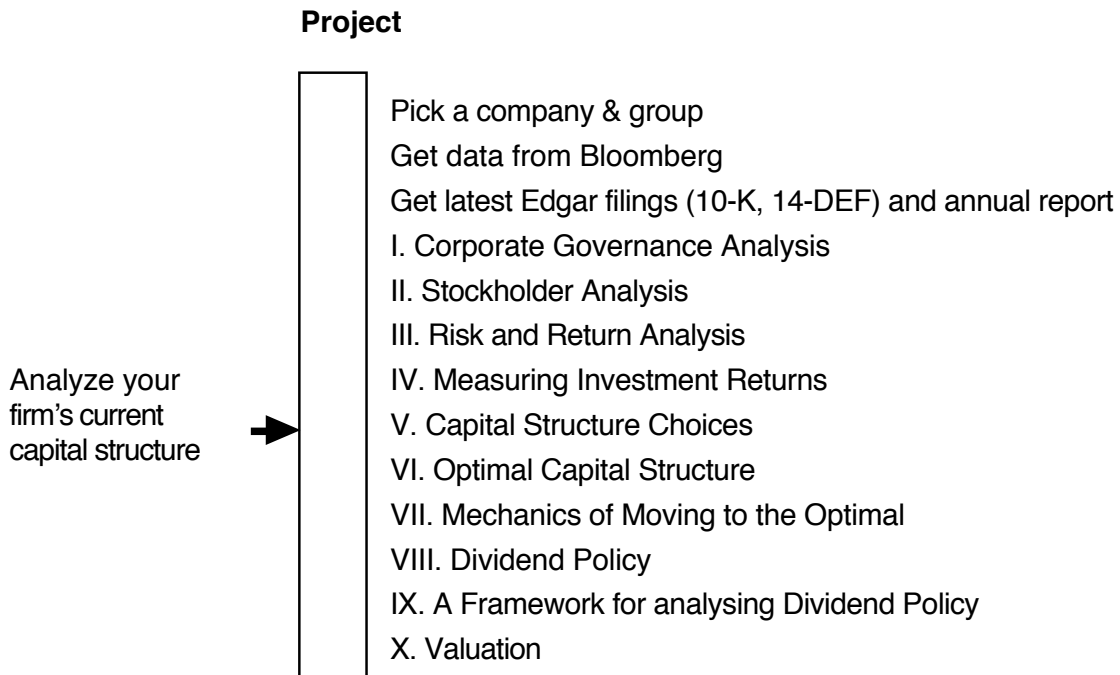 Project
Pick a company & group
Get data from Bloomberg
Get latest Edgar filings (10-K, 14-DEF) and annual report
I. Corporate Governance Analysis
II. Stockholder Analysis
III. Risk and Return Analysis
IV. Measuring Investment Returns
V. Capital Structure Choices
VI. Optimal Capital Structure
VII. Mechanics of Moving to the Optimal
VIII. Dividend Policy
IX. A Framework for analysing Dividend Policy
X. Valuation
Analyze your
firm's current
capital structure